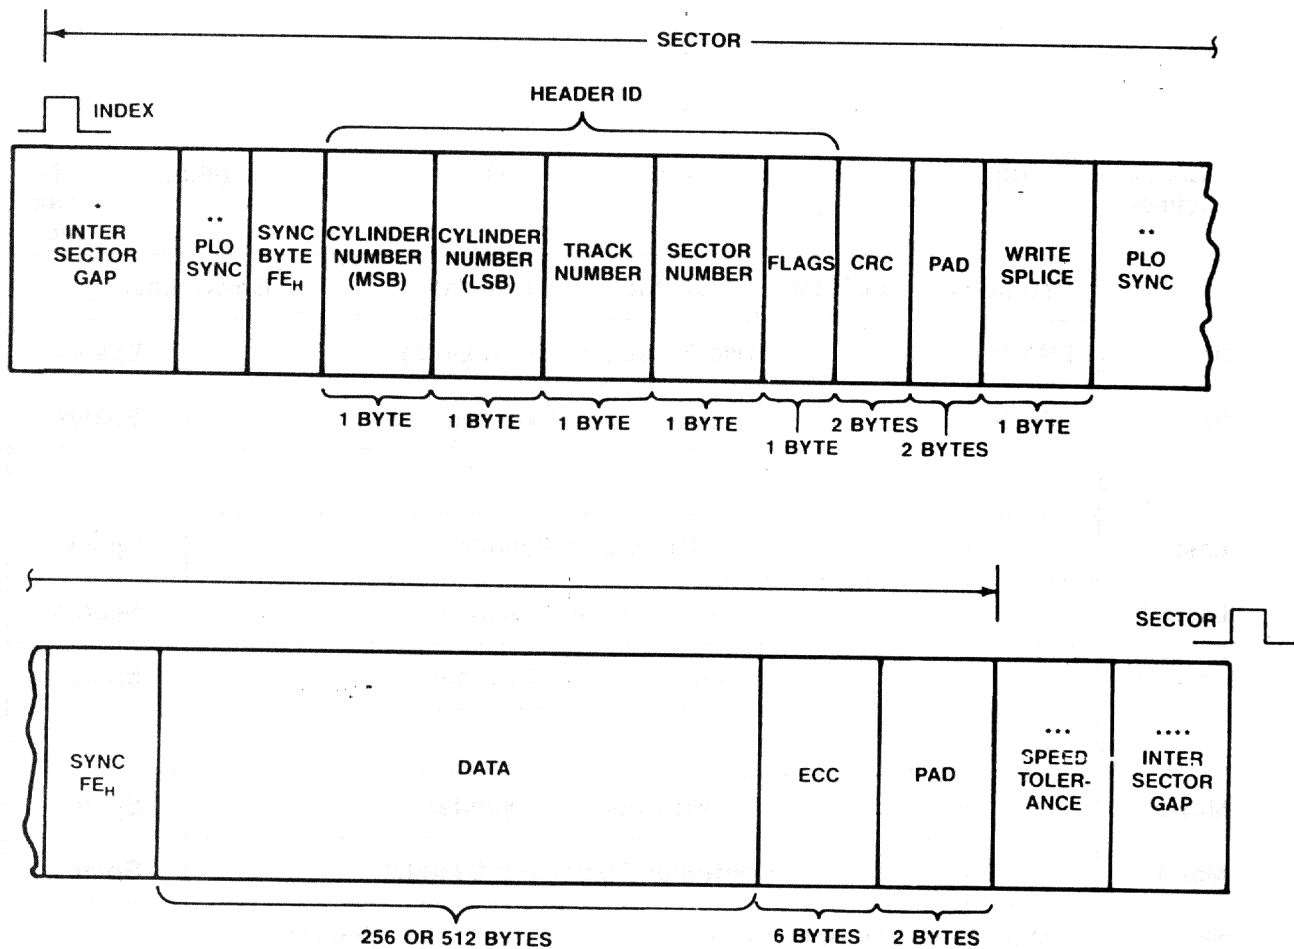 SECTOR
INDEX
HEADER ID
*
INTER
SECTOR
GAP
**
PLO
SYNC
SYNC
BYTE
FEH
CYLINDER
NUMBER
(MSB)
CYLINDER
NUMBER
(LSB)
TRACK
NUMBER
SECTOR
NUMBER
FLAGS
CRC
PAD
WRITE
SPLICE
**
PLO
SYNC
1 BYTE
1 BYTE
1 BYTE
1 BYTE
1 BYTE
2 BYTES
2 BYTES
1 BYTE
SECTOR
SYNC
FEH
DATA
ECC
PAD
***
SPEED
TOLER-
ANCE
****
INTER
SECTOR
GAP
256 OR 512 BYTES
6 BYTES
2 BYTES